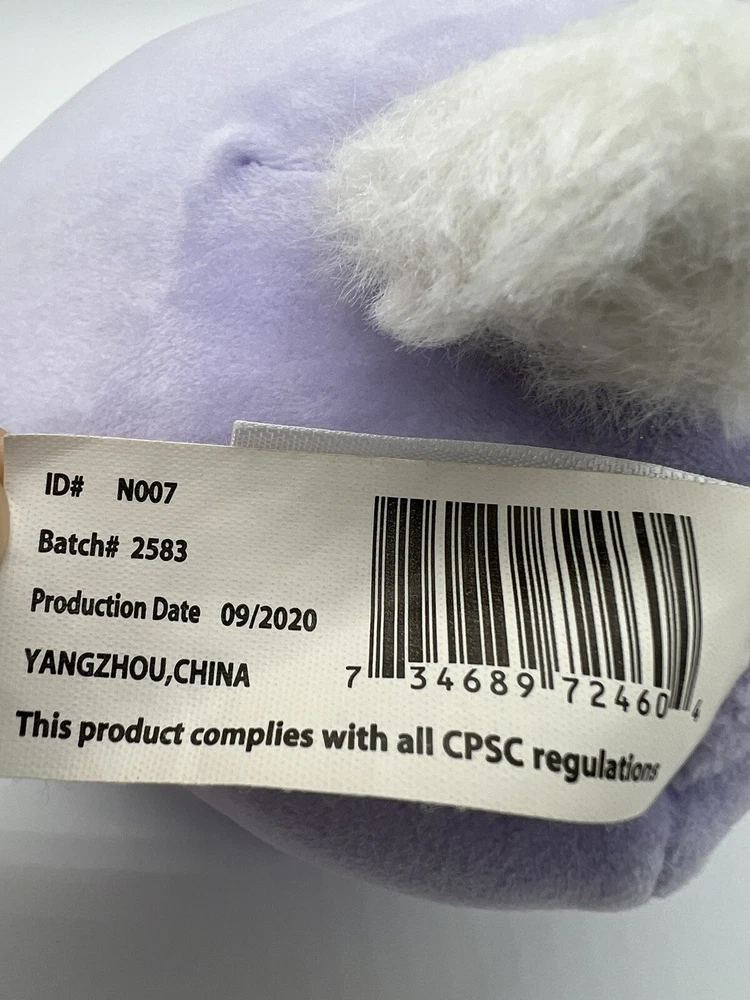 ID# N007
Batch# 2583
Production Date 09/2020
YANGZHOU,CHINA
7 34689 72460 4
This product complies with all CPSC regulations